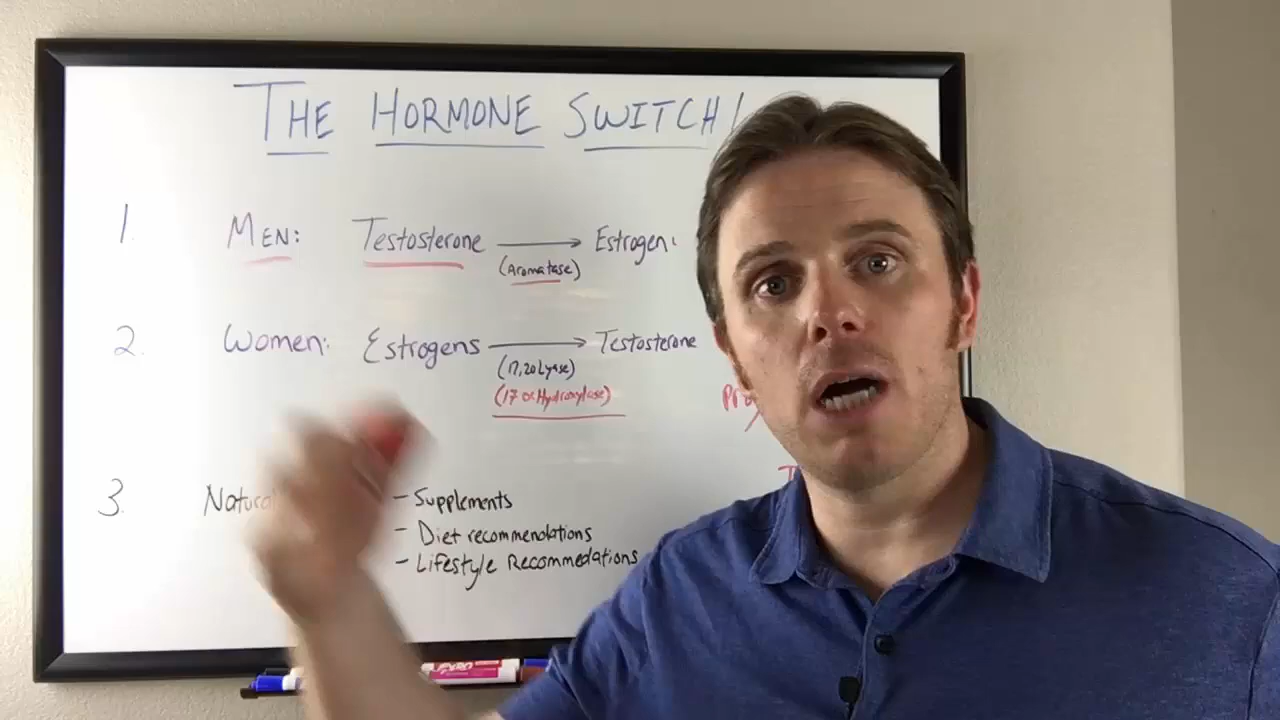 THE HORMONE SWITCH!
1. MEN: Testosterone → Estrogen
(Aromatase)
2. Women: Estrogens → Testosterone
(17,20 Lyase)
(17 α Hydroxylase)
3. Natural
- Supplements
- Diet recommendations
- Lifestyle Recommedations
EXPO